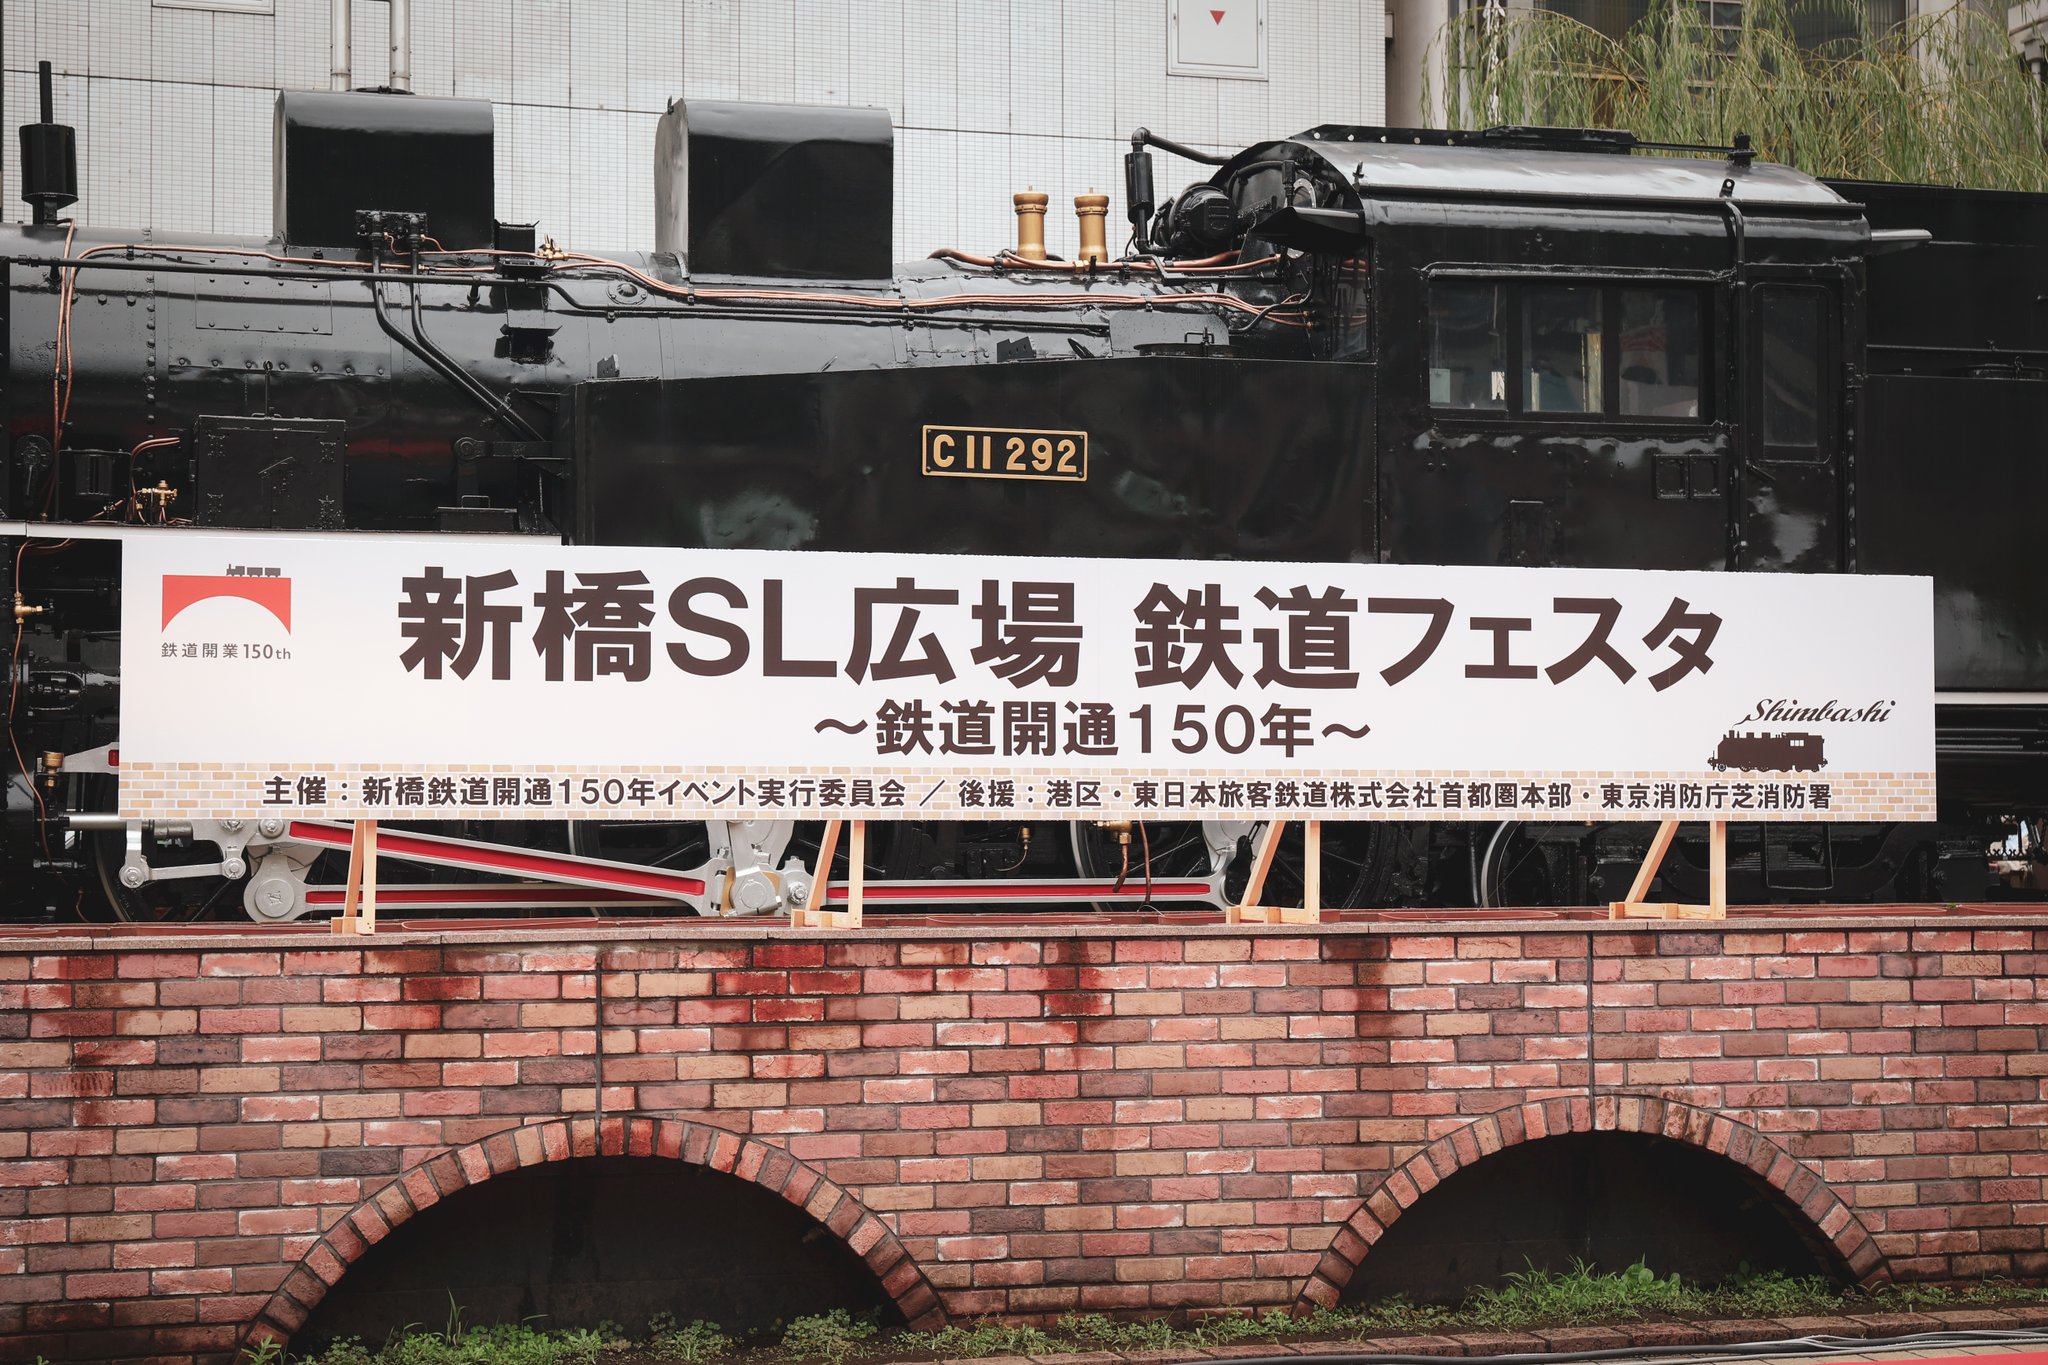 C11 292
鉄道開業150th
新橋SL広場 鉄道フェスタ
～鉄道開通150年～
Shimbashi
主催：新橋鉄道開通150年イベント実行委員会 ／ 後援：港区・東日本旅客鉄道株式会社首都圏本部・東京消防庁芝消防署